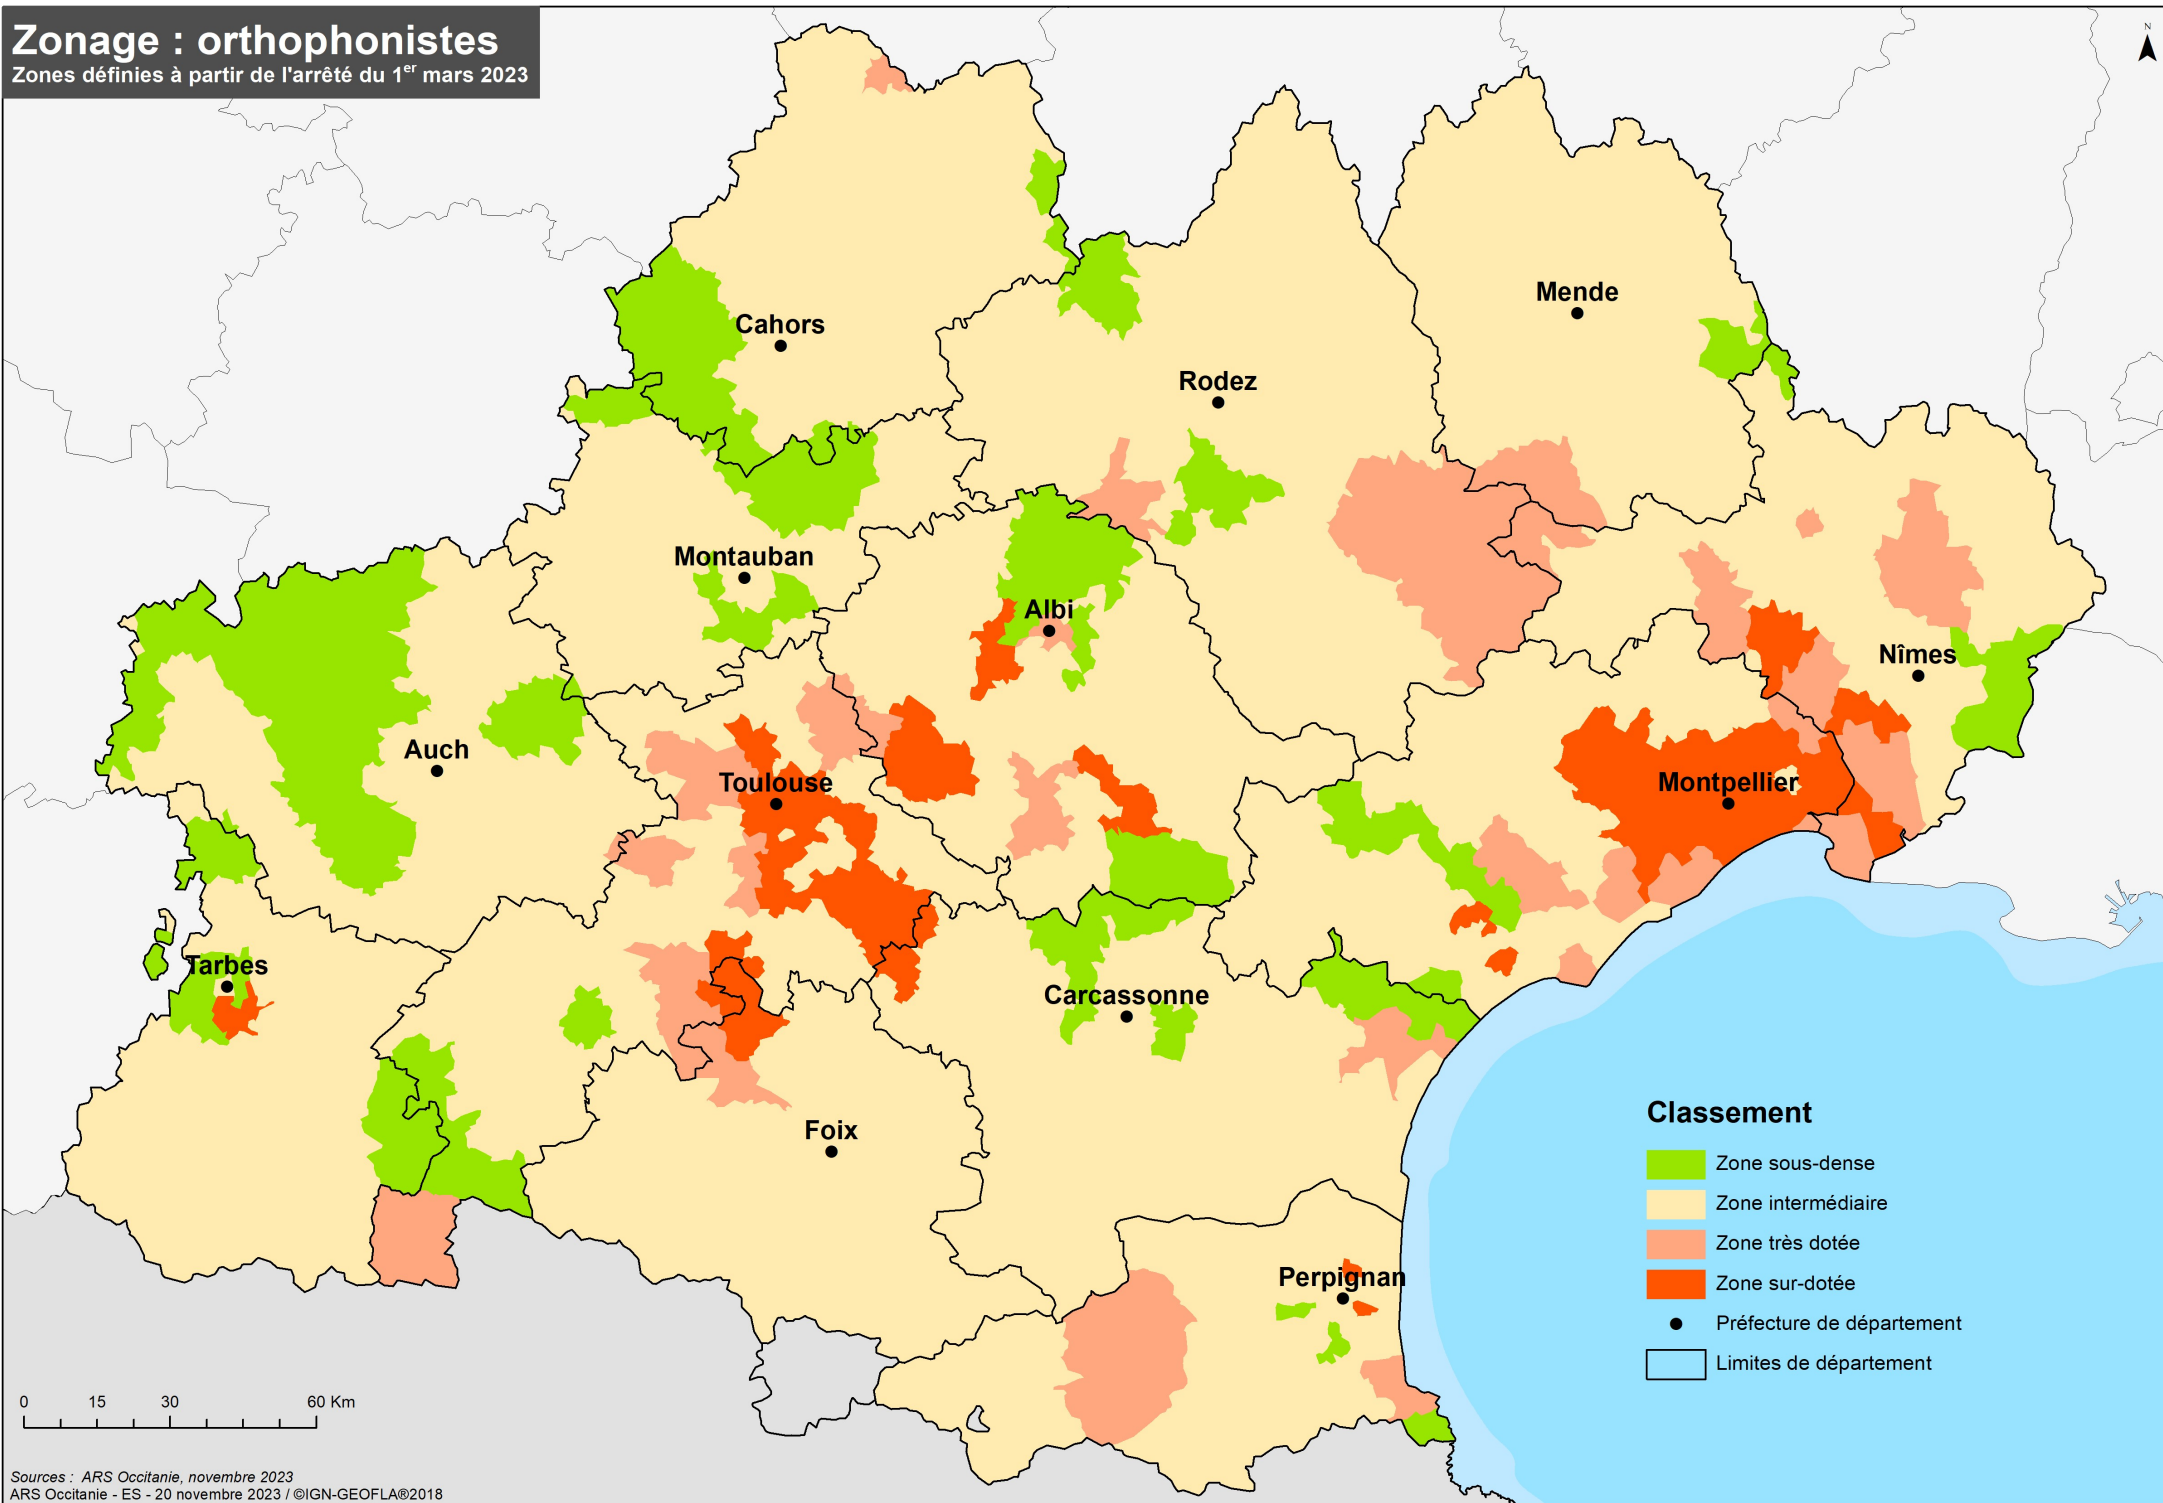 Zonage : orthophonistes
Zones définies à partir de l'arrêté du 1er mars 2023
N
Cahors
Mende
Rodez
Montauban
Albi
Nîmes
Auch
Toulouse
Montpellier
Tarbes
Carcassonne
Foix
Perpignan
Classement
Zone sous-dense
Zone intermédiaire
Zone très dotée
Zone sur-dotée
Préfecture de département
Limites de département
0 15 30 60 Km
Sources : ARS Occitanie, novembre 2023
ARS Occitanie - ES - 20 novembre 2023 / ©IGN-GEOFLA®2018